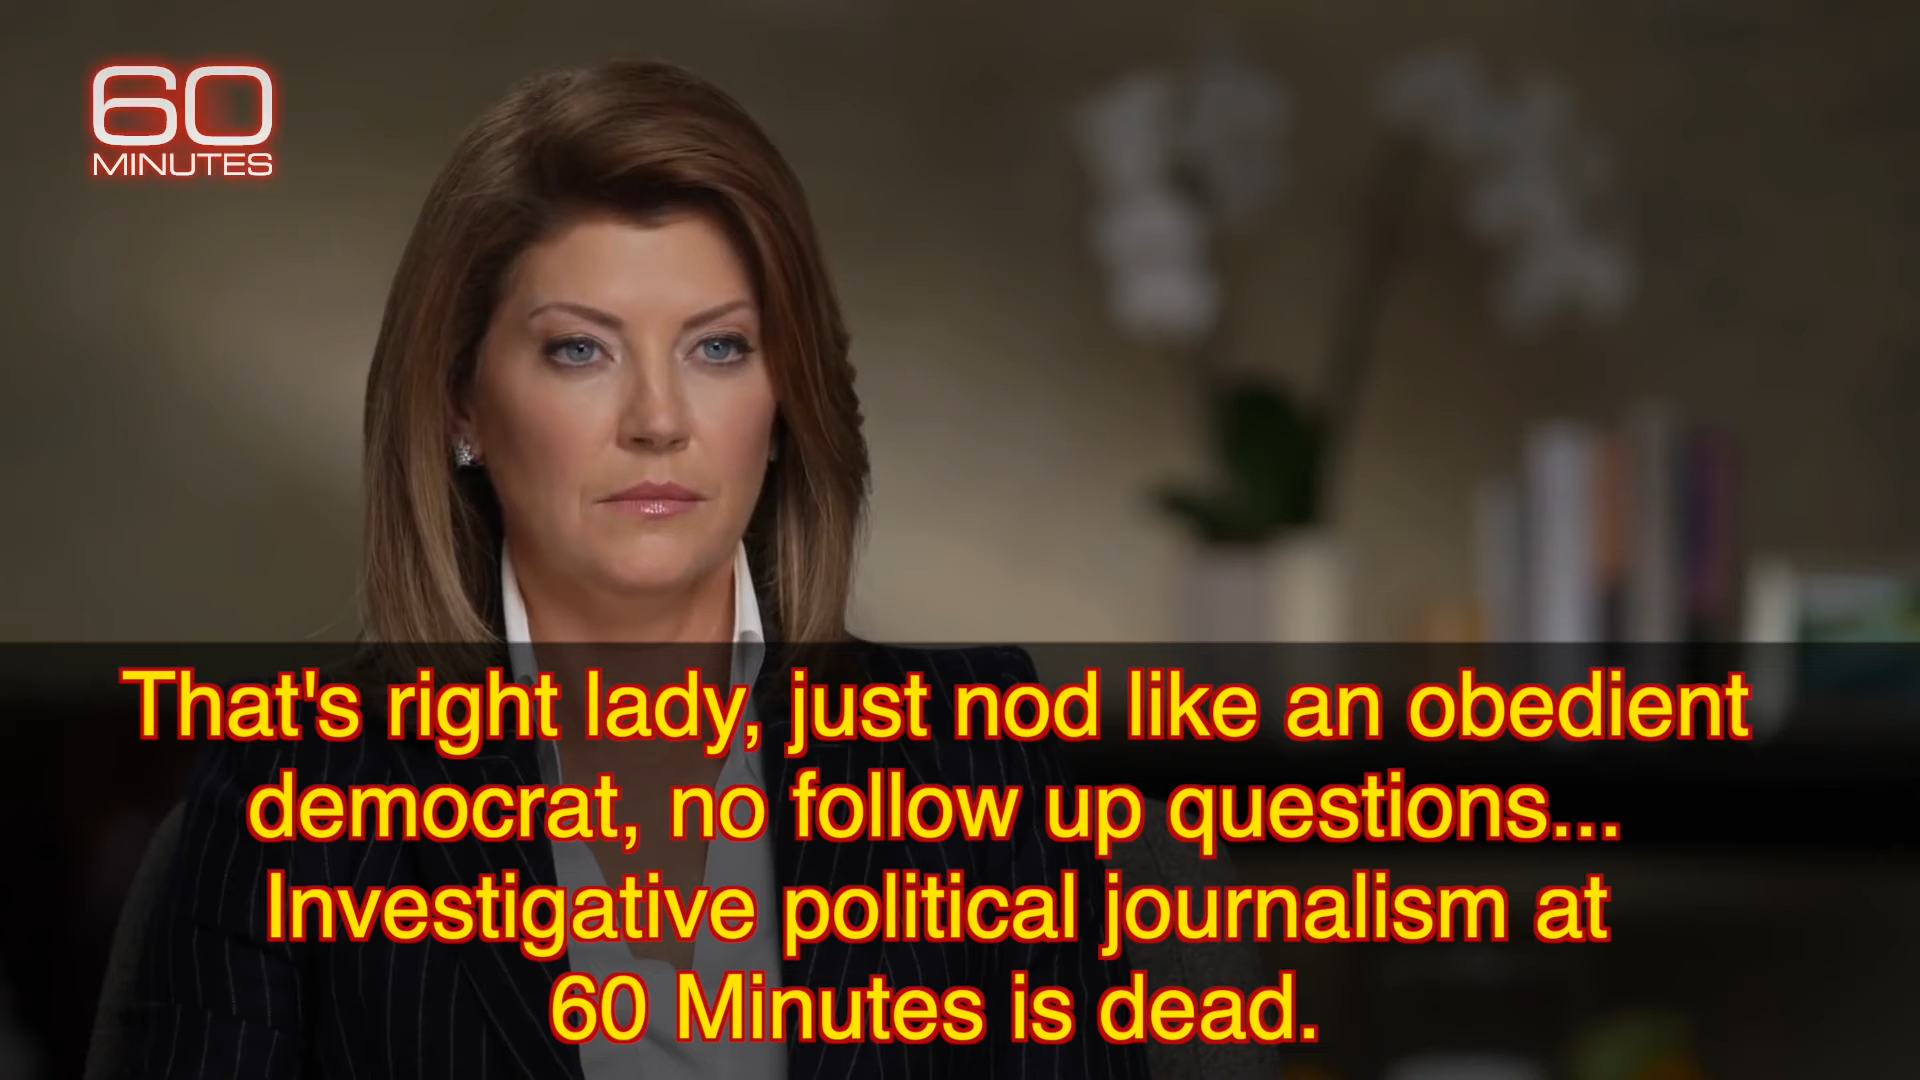 60
MINUTES
That's right lady, just nod like an obedient
democrat, no follow up questions...
Investigative political journalism at
60 Minutes is dead.